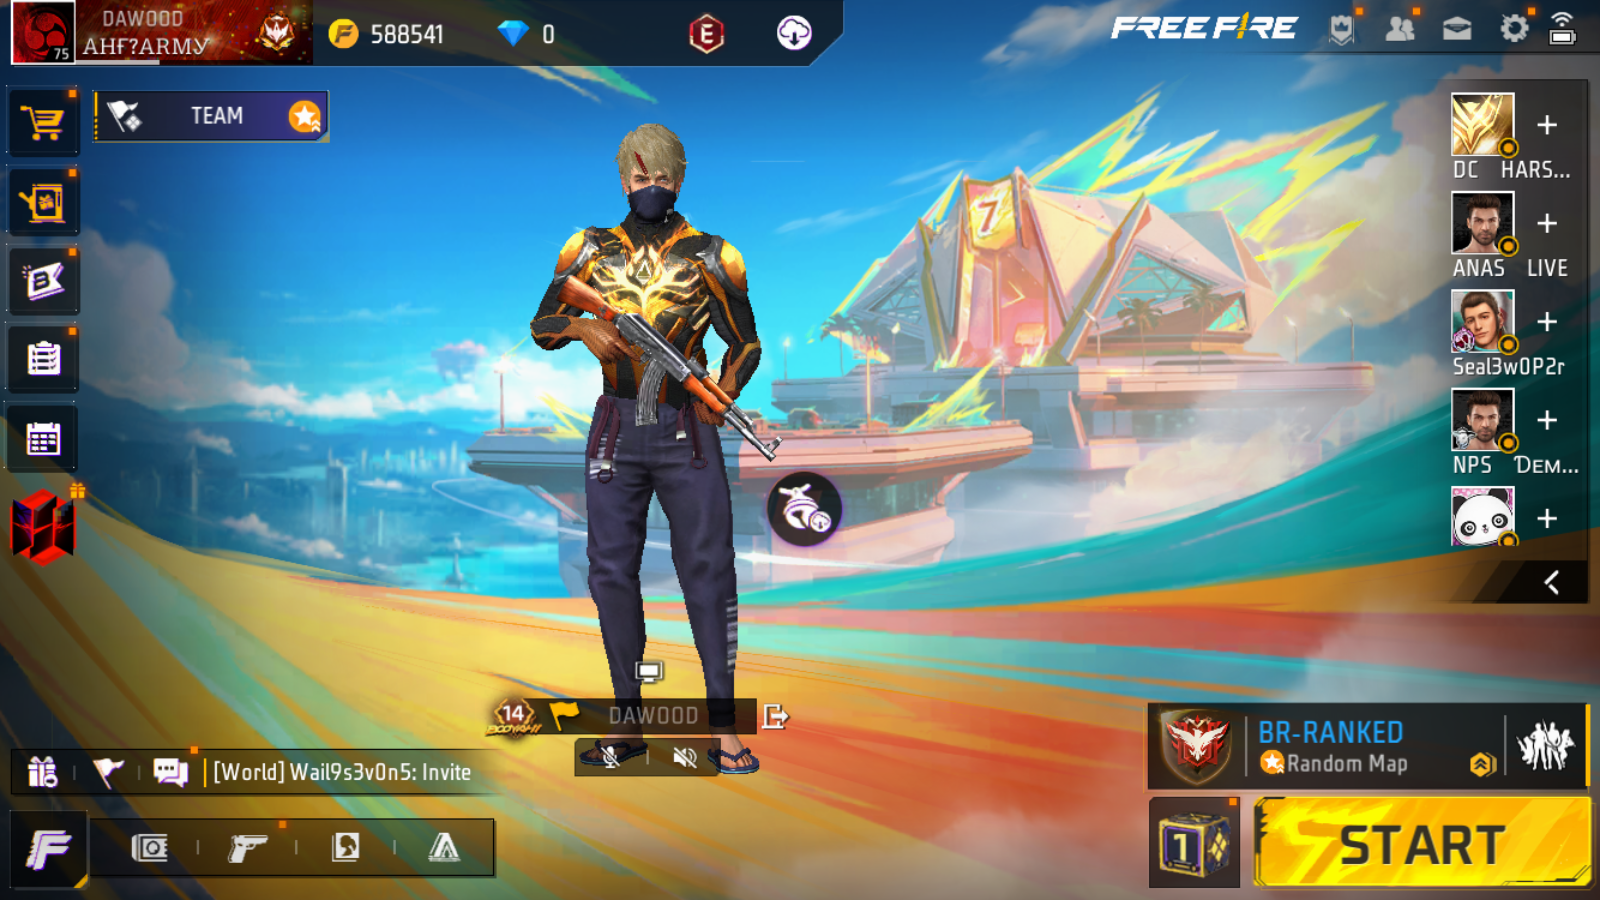 DAWOOD
AHF?ARMY
75
588541
0
E
FREE FIRE
TEAM
B
7
DC HARS...
ANAS LIVE
Seal3w0P2r
NPS DEM...
14
BOOYAH!
DAWOOD
BR-RANKED
Random Map
[World] Wail9s3v0n5: Invite
F
1
START